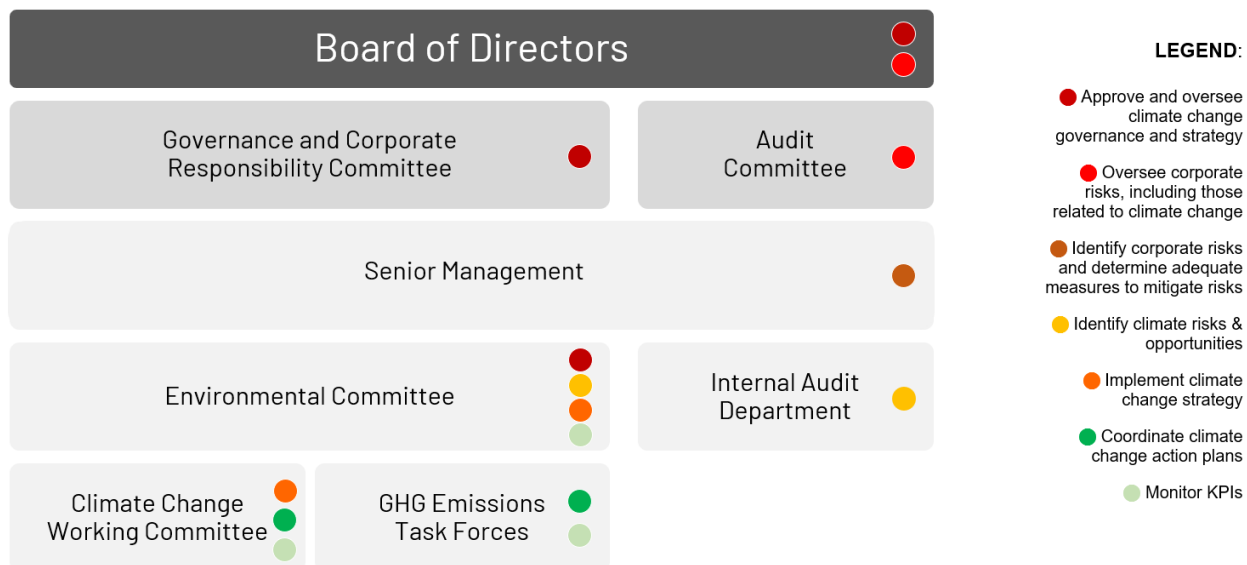 Board of Directors
Governance and Corporate
Responsibility Committee
Audit
Committee
Senior Management
Environmental Committee
Internal Audit
Department
Climate Change
Working Committee
GHG Emissions
Task Forces
LEGEND:
Approve and oversee
climate change
governance and strategy
Oversee corporate
risks, including those
related to climate change
Identify corporate risks
and determine adequate
measures to mitigate risks
Identify climate risks &
opportunities
Implement climate
change strategy
Coordinate climate
change action plans
Monitor KPIs